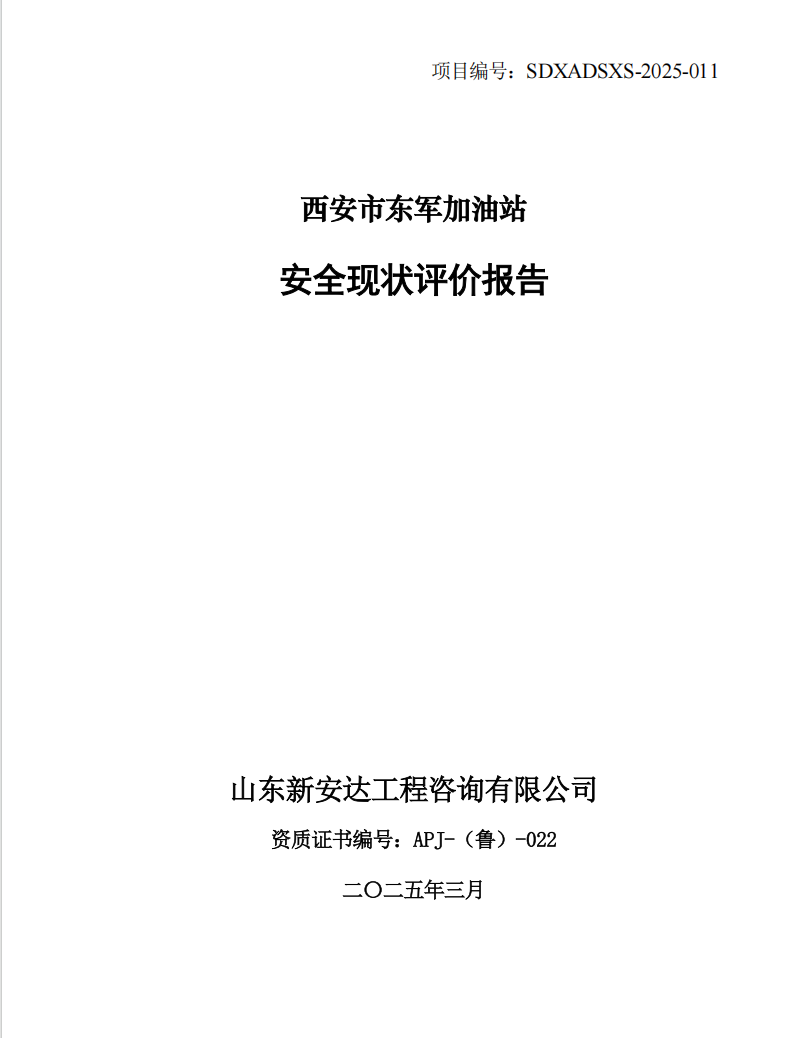 项目编号：SDXADSXS-2025-011
西安市东军加油站
安全现状评价报告
山东新安达工程咨询有限公司
资质证书编号：APJ-（鲁）-022
二〇二五年三月